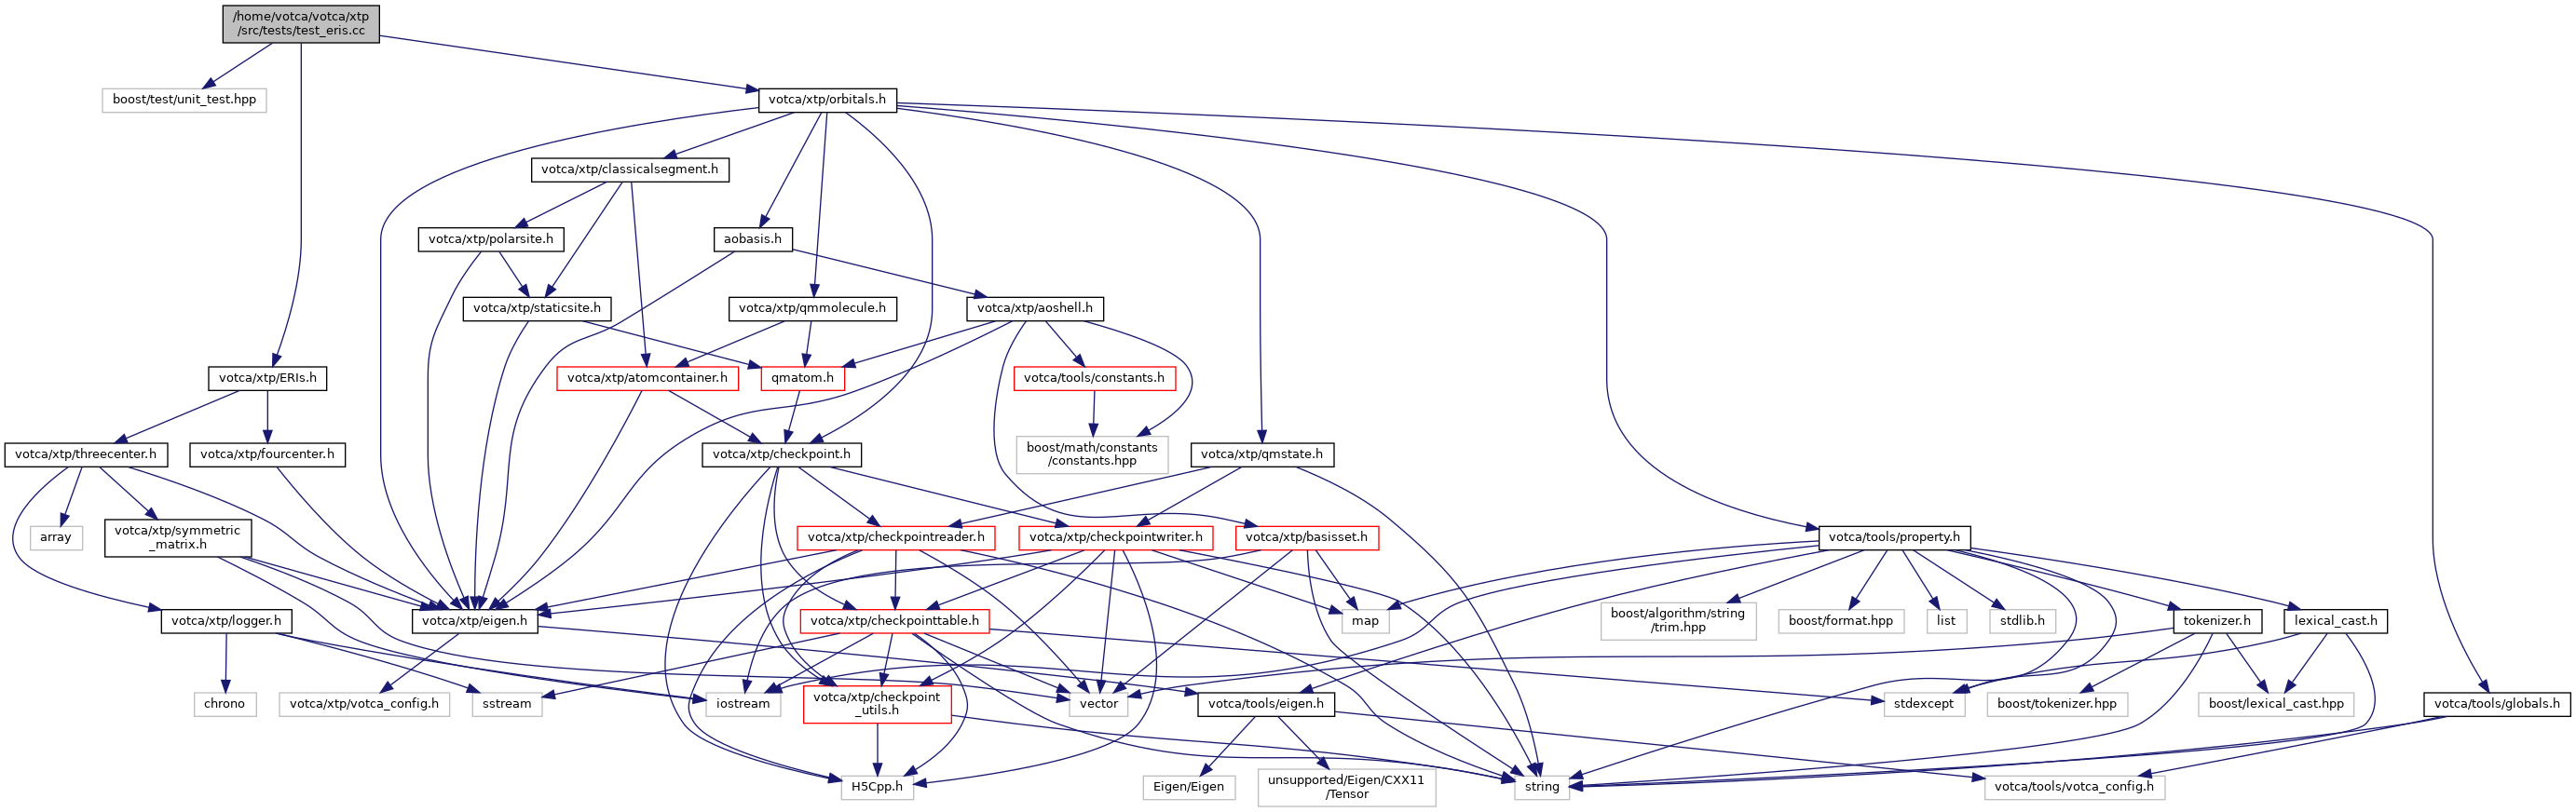 /home/votca/votca/xtp
/src/tests/test_eris.cc
boost/test/unit_test.hpp
votca/xtp/orbitals.h
votca/xtp/classicalsegment.h
votca/xtp/polarsite.h
aobasis.h
votca/xtp/staticsite.h
votca/xtp/qmmolecule.h
votca/xtp/aoshell.h
votca/xtp/ERIs.h
votca/xtp/atomcontainer.h
qmatom.h
votca/tools/constants.h
votca/xtp/threecenter.h
votca/xtp/fourcenter.h
votca/xtp/checkpoint.h
boost/math/constants
/constants.hpp
votca/xtp/qmstate.h
array
votca/xtp/symmetric
_matrix.h
votca/xtp/checkpointreader.h
votca/xtp/checkpointwriter.h
votca/xtp/basisset.h
votca/tools/property.h
votca/xtp/logger.h
votca/xtp/eigen.h
votca/xtp/checkpointtable.h
map
boost/algorithm/string
/trim.hpp
boost/format.hpp
list
stdlib.h
tokenizer.h
lexical_cast.h
chrono
votca/xtp/votca_config.h
sstream
iostream
votca/xtp/checkpoint
_utils.h
vector
votca/tools/eigen.h
stdexcept
boost/tokenizer.hpp
boost/lexical_cast.hpp
votca/tools/globals.h
H5Cpp.h
Eigen/Eigen
unsupported/Eigen/CXX11
/Tensor
string
votca/tools/votca_config.h